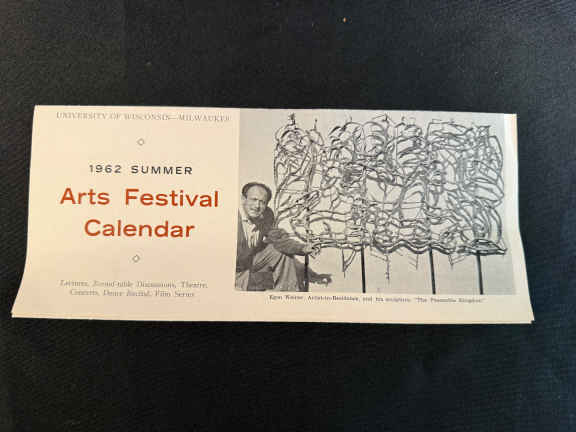 UNIVERSITY OF WISCONSIN—MILWAUKEE
1962 SUMMER
Arts Festival
Calendar
Lectures, Round-table Discussions, Theatre,
Concerts, Dance Recital, Film Series
Egon Weiner, Artist-in-Residence, and his sculpture, "The Peaceable Kingdom"